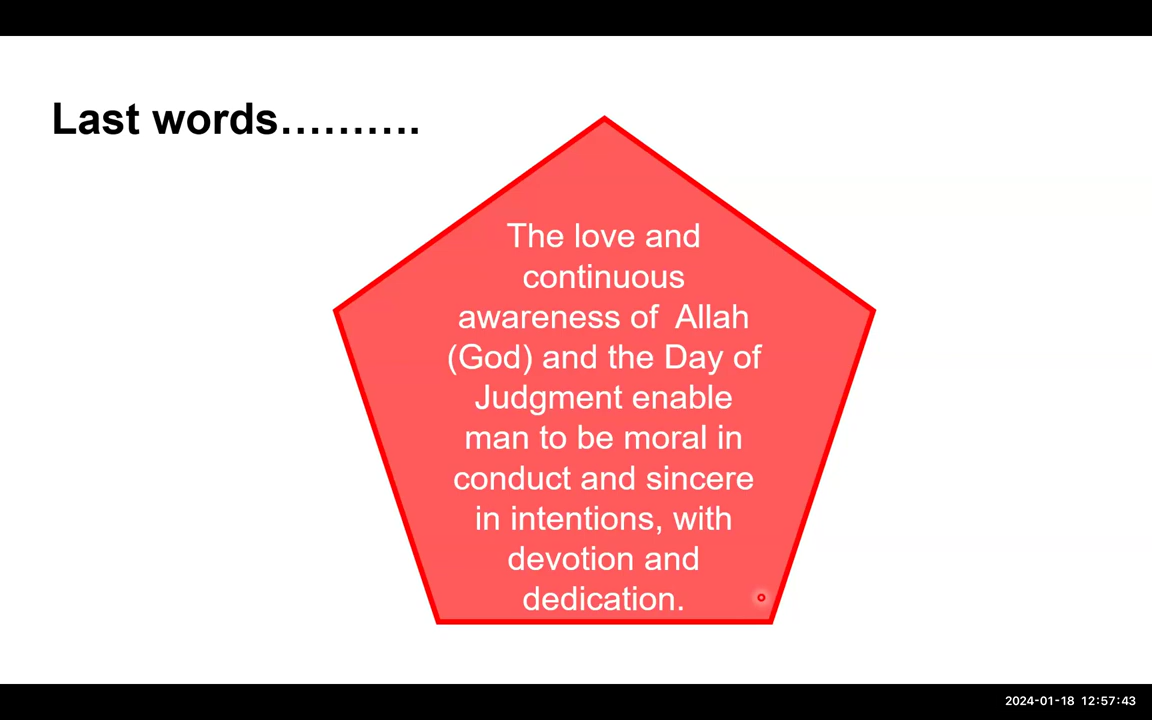 Last words……….
The love and
continuous
awareness of  Allah
(God) and the Day of
Judgment enable
man to be moral in
conduct and sincere
in intentions, with
devotion and
dedication.
2024-01-18 12:57:43